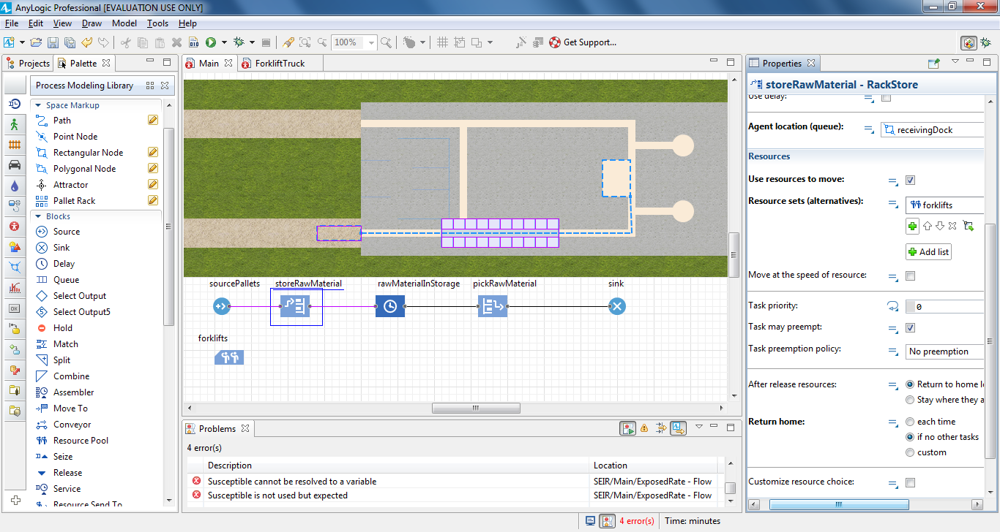 AnyLogic Professional [EVALUATION USE ONLY]
File Edit View Draw Model Tools Help
100% Get Support...
Projects Palette
Process Modeling Library
Space Markup
Path
Point Node
Rectangular Node
Polygonal Node
Attractor
Pallet Rack
Blocks
Source
Sink
Delay
Queue
Select Output
Select Output5
Hold
Match
Split
Combine
Assembler
Move To
Conveyor
Resource Pool
Seize
Release
Service
Resource Send To
OK
Main ForkliftTruck
sourcePallets storeRawMaterial rawMaterialInStorage pickRawMaterial sink
forklifts
Problems
4 error(s)
Description Location
Susceptible cannot be resolved to a variable SEIR/Main/ExposedRate - Flow
Susceptible is not used but expected SEIR/Main/ExposedRate - Flow
Properties
storeRawMaterial - RackStore
Use delay:
Agent location (queue): receivingDock
Resources
Use resources to move:
Resource sets (alternatives): forklifts
Add list
Move at the speed of resource:
Task priority: 0
Task may preempt:
Task preemption policy: No preemption
After release resources: Return to home l
Stay where they a
Return home: each time
if no other tasks
custom
Customize resource choice:
4 error(s) Time: minutes